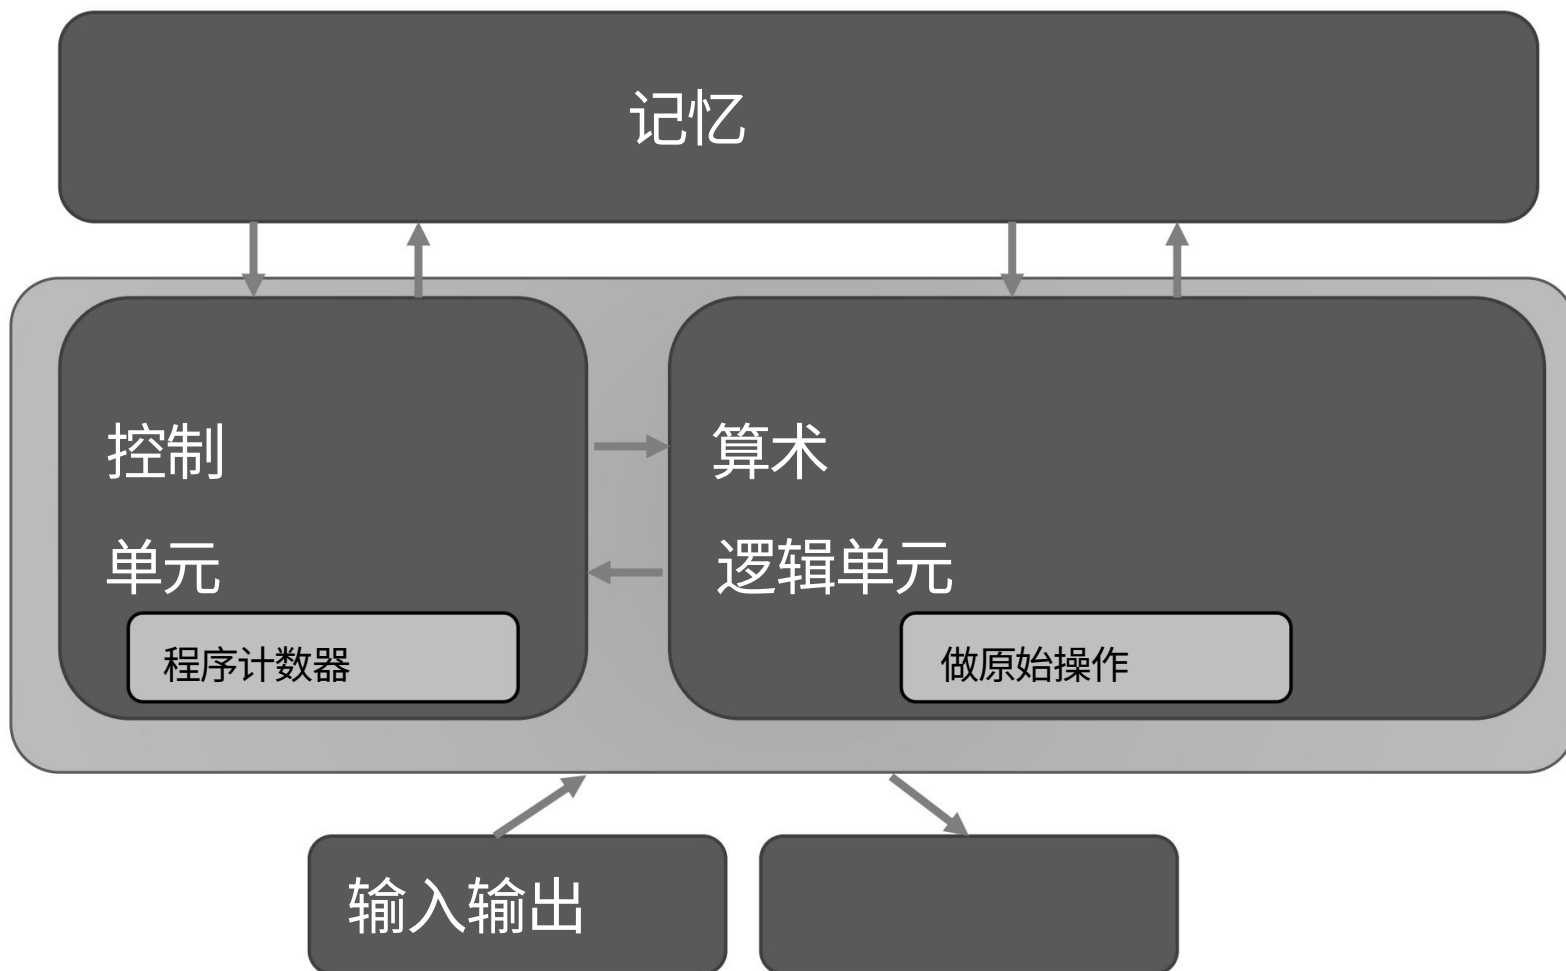 记忆
控制
单元
程序计数器
算术
逻辑单元
做原始操作
输入输出